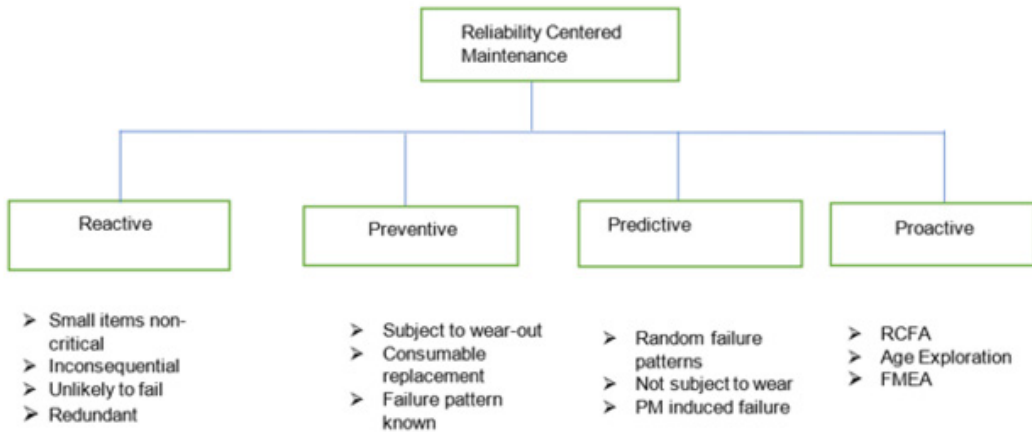 Reliability Centered
Maintenance
Reactive
Preventive
Predictive
Proactive
➤ Small items non-
critical
➤ Inconsequential
➤ Unlikely to fail
➤ Redundant
➤ Subject to wear-out
➤ Consumable
replacement
➤ Failure pattern
known
➤ Random failure
patterns
➤ Not subject to wear
➤ PM induced failure
➤ RCFA
➤ Age Exploration
➤ FMEA